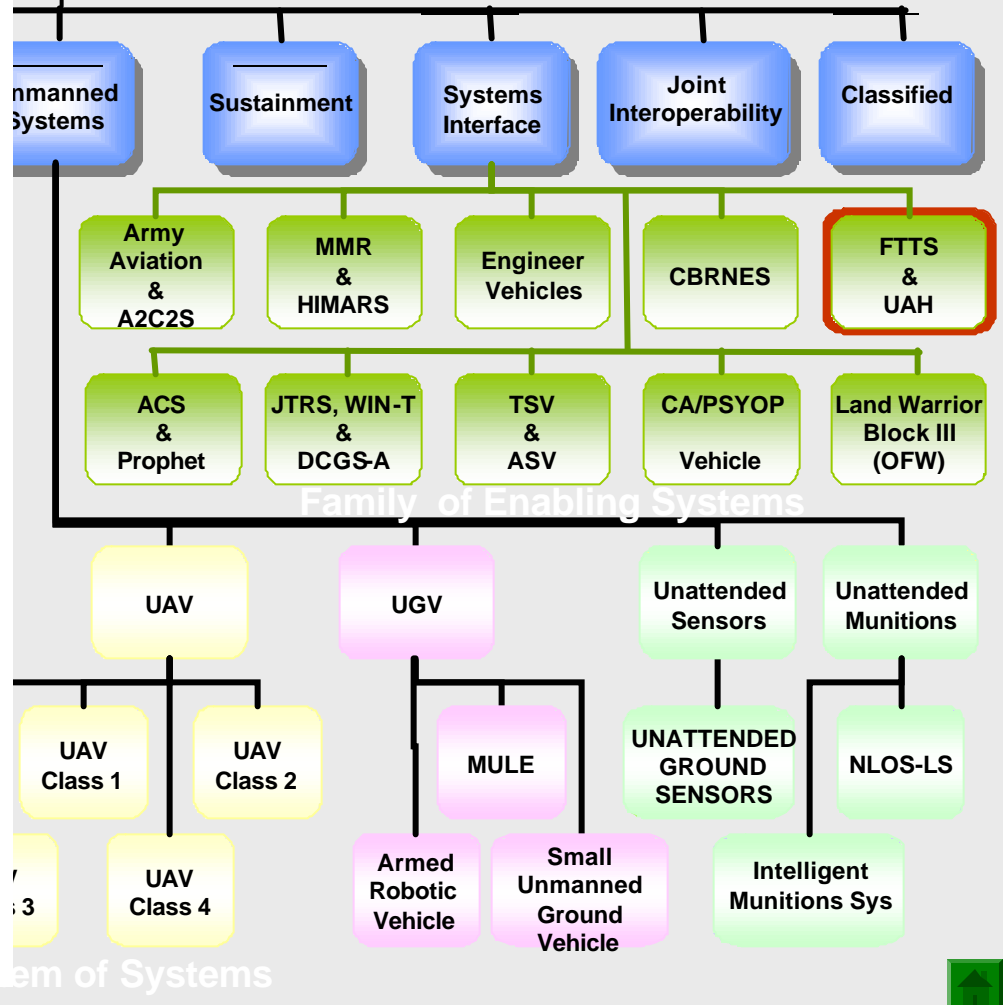 nmanned
Systems
Sustainment
Systems
Interface
Joint
Interoperability
Classified
Army
Aviation
&
A2C2S
MMR
&
HIMARS
Engineer
Vehicles
CBRNES
FTTS
&
UAH
ACS
&
Prophet
JTRS, WIN-T
&
DCGS-A
TSV
&
ASV
CA/PSYOP
Vehicle
Land Warrior
Block III
(OFW)
Family of Enabling Systems
UAV
UGV
Unattended
Sensors
Unattended
Munitions
UAV
Class 1
UAV
Class 2
MULE
UNATTENDED
GROUND
SENSORS
NLOS-LS
3
UAV
Class 4
Armed
Robotic
Vehicle
Small
Unmanned
Ground
Vehicle
Intelligent
Munitions Sys
em of Systems